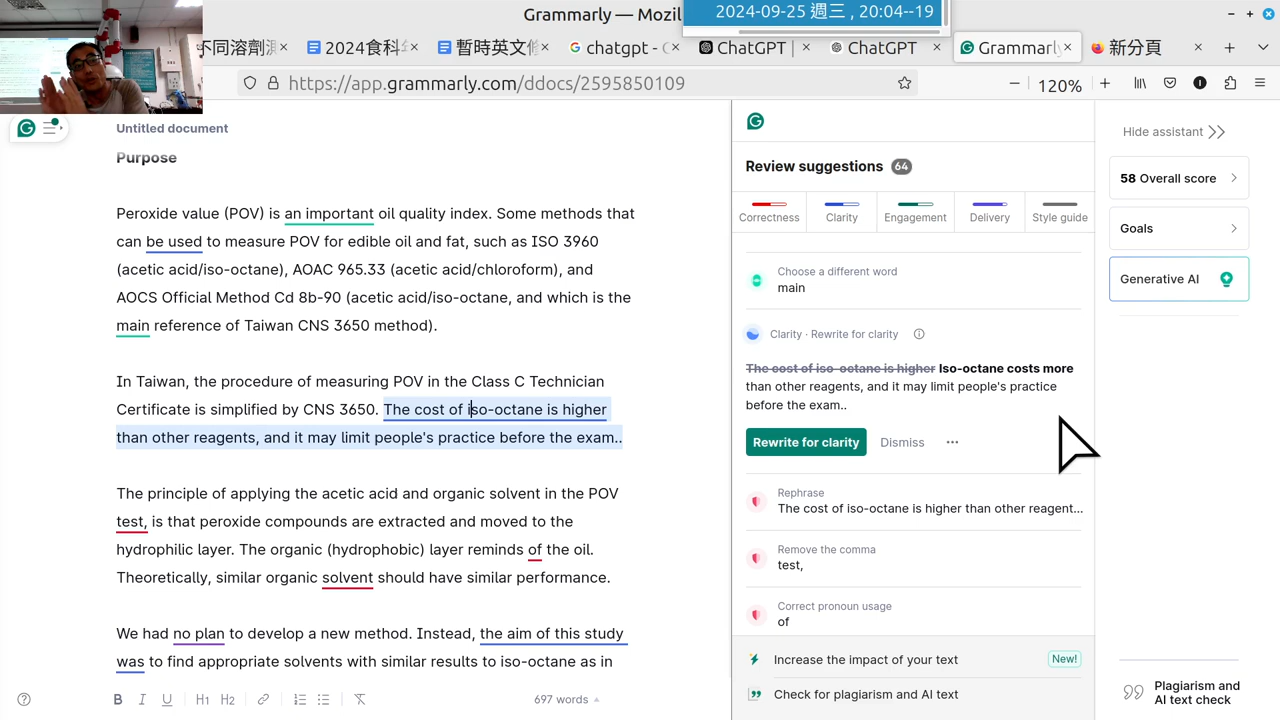 Grammarly — Mozil
2024-09-25 週三 , 20:04--19
不同溶劑測
2024食科
暫時英文修
chatgpt - G
ChatGPT |
ChatGPT
Grammarly
新分頁
https://app.grammarly.com/ddocs/2595850109
120%
Untitled document
Purpose
Peroxide value (POV) is an important oil quality index. Some methods that
can be used to measure POV for edible oil and fat, such as ISO 3960
(acetic acid/iso-octane), AOAC 965.33 (acetic acid/chloroform), and
AOCS Official Method Cd 8b-90 (acetic acid/iso-octane, and which is the
main reference of Taiwan CNS 3650 method).
In Taiwan, the procedure of measuring POV in the Class C Technician
Certificate is simplified by CNS 3650. The cost of iso-octane is higher
than other reagents, and it may limit people's practice before the exam..
The principle of applying the acetic acid and organic solvent in the POV
test, is that peroxide compounds are extracted and moved to the
hydrophilic layer. The organic (hydrophobic) layer reminds of the oil.
Theoretically, similar organic solvent should have similar performance.
We had no plan to develop a new method. Instead, the aim of this study
was to find appropriate solvents with similar results to iso-octane as in
B I U H1 H2
697 words
Review suggestions 64
Correctness Clarity Engagement Delivery Style guide
Choose a different word
main
Clarity · Rewrite for clarity
The cost of iso-octane is higher Iso-octane costs more
than other reagents, and it may limit people's practice
before the exam..
Rewrite for clarity Dismiss
Rephrase
The cost of iso-octane is higher than other reagent...
Remove the comma
test,
Correct pronoun usage
of
Increase the impact of your text New!
Check for plagiarism and AI text
Hide assistant
58 Overall score
Goals
Generative AI
Plagiarism and
AI text check